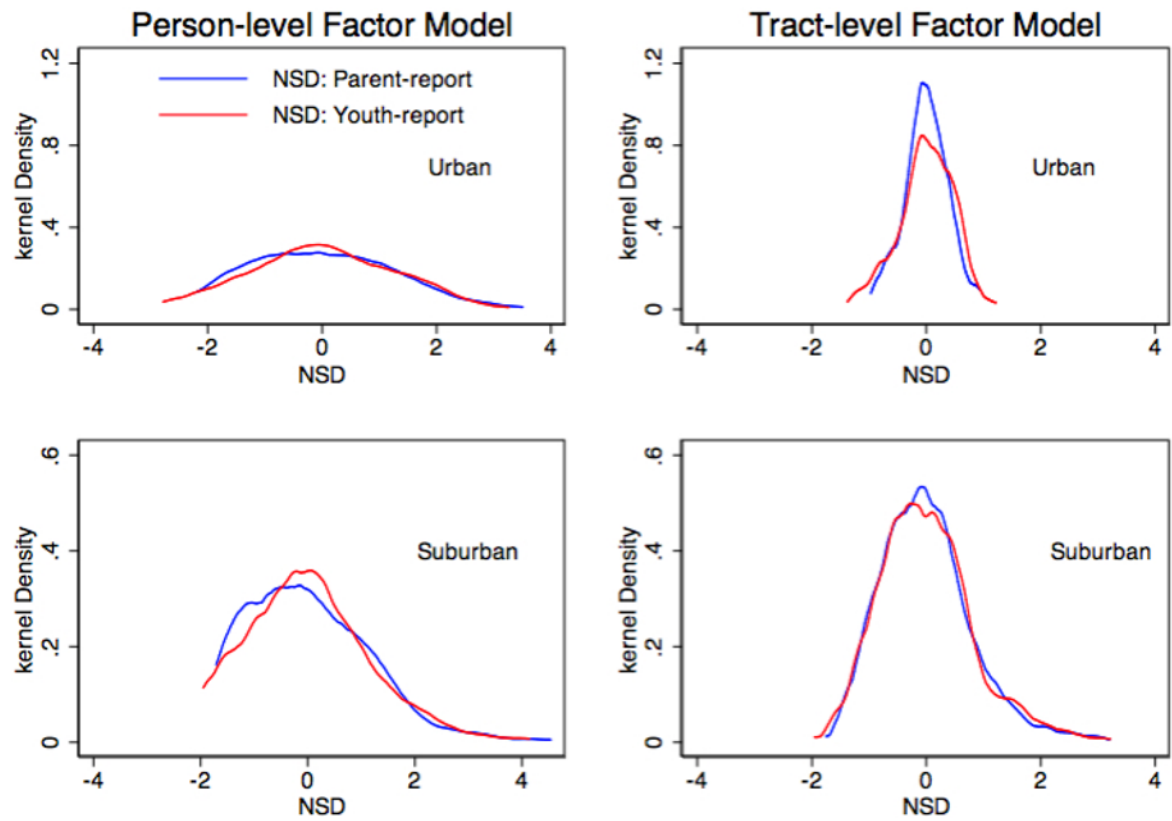 Person-level Factor Model
1.2
.8
.4
0
kernel Density
NSD: Parent-report
NSD: Youth-report
Urban
-4 -2 0 2 4
NSD
Tract-level Factor Model
1.2
.8
.4
0
kernel Density
Urban
-4 -2 0 2 4
NSD
.6
.4
.2
0
kernel Density
Suburban
-4 -2 0 2 4
NSD
.6
.4
.2
0
kernel Density
Suburban
-4 -2 0 2 4
NSD